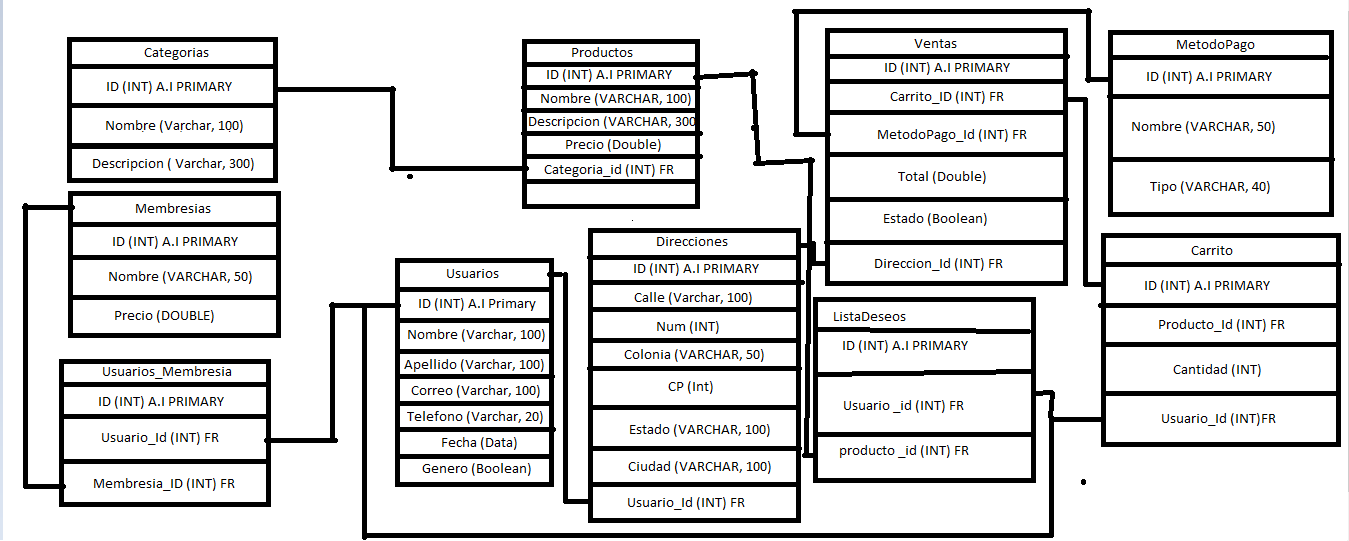 Categorias
ID (INT) A.I PRIMARY
Nombre (Varchar, 100)
Descripcion ( Varchar, 300)
Membresias
ID (INT) A.I PRIMARY
Nombre (VARCHAR, 50)
Precio (DOUBLE)
Usuarios_Membresia
ID (INT) A.I PRIMARY
Usuario_Id (INT) FR
Membresia_ID (INT) FR
Usuarios
ID (INT) A.I Primary
Nombre (Varchar, 100)
Apellido (Varchar, 100)
Correo (Varchar, 100)
Telefono (Varchar, 20)
Fecha (Data)
Genero (Boolean)
Productos
ID (INT) A.I PRIMARY
Nombre (VARCHAR, 100)
Descripcion (VARCHAR, 300
Precio (Double)
Categoria_id (INT) FR
Direcciones
ID (INT) A.I PRIMARY
Calle (Varchar, 100)
Num (INT)
Colonia (VARCHAR, 50)
CP (Int)
Estado (VARCHAR, 100)
Ciudad (VARCHAR, 100)
Usuario_Id (INT) FR
Ventas
ID (INT) A.I PRIMARY
Carrito_ID (INT) FR
MetodoPago_Id (INT) FR
Total (Double)
Estado (Boolean)
Direccion_Id (INT) FR
ListaDeseos
ID (INT) A.I PRIMARY
Usuario _id (INT) FR
producto _id (INT) FR
MetodoPago
ID (INT) A.I PRIMARY
Nombre (VARCHAR, 50)
Tipo (VARCHAR, 40)
Carrito
ID (INT) A.I PRIMARY
Producto_Id (INT) FR
Cantidad (INT)
Usuario_Id (INT)FR